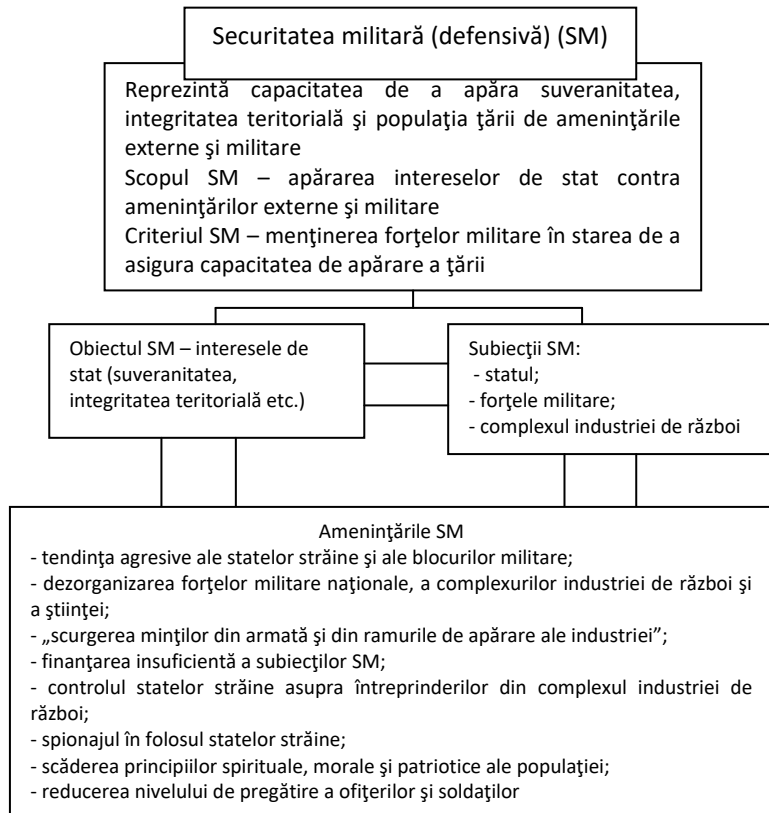 Securitatea militară (defensivă) (SM)
Reprezintă capacitatea de a apăra suveranitatea,
integritatea teritorială şi populaţia ţării de ameninţările
externe şi militare
Scopul SM – apărarea intereselor de stat contra
ameninţărilor externe şi militare
Criteriul SM – menţinerea forţelor militare în starea de a
asigura capacitatea de apărare a ţării
Obiectul SM – interesele de
stat (suveranitatea,
integritatea teritorială etc.)
Subiecţii SM:
- statul;
- forţele militare;
- complexul industriei de război
Ameninţările SM
- tendinţa agresive ale statelor străine şi ale blocurilor militare;
- dezorganizarea forţelor militare naţionale, a complexurilor industriei de război şi
a ştiinţei;
- „scurgerea minţilor din armată şi din ramurile de apărare ale industriei”;
- finanţarea insuficientă a subiecţilor SM;
- controlul statelor străine asupra întreprinderilor din complexul industriei de
război;
- spionajul în folosul statelor străine;
- scăderea principiilor spirituale, morale şi patriotice ale populaţiei;
- reducerea nivelului de pregătire a ofiţerilor şi soldaţilor